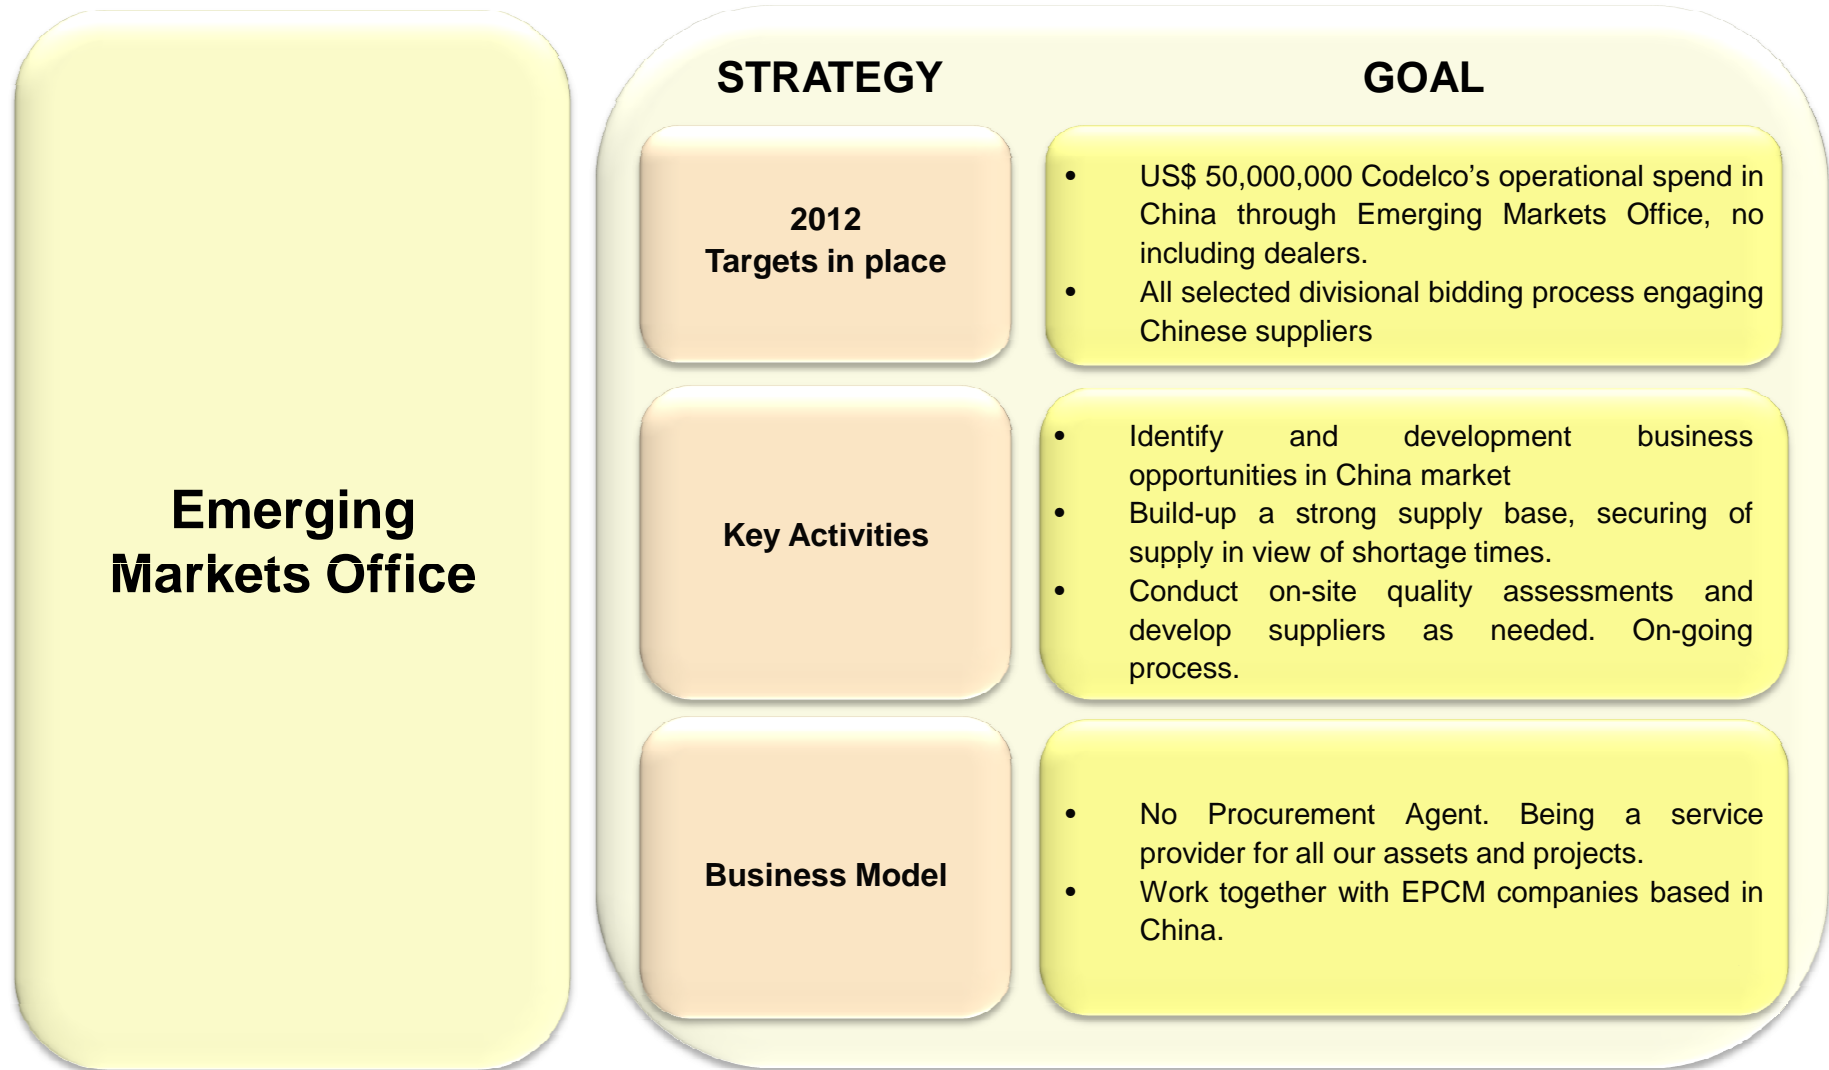 Emerging
Markets Office
STRATEGY
GOAL
2012
Targets in place
• US$ 50,000,000 Codelco’s operational spend in
China through Emerging Markets Office, no
including dealers.
• All selected divisional bidding process engaging
Chinese suppliers
Key Activities
• Identify and development business
opportunities in China market
• Build-up a strong supply base, securing of
supply in view of shortage times.
• Conduct on-site quality assessments and
develop suppliers as needed. On-going
process.
Business Model
• No Procurement Agent. Being a service
provider for all our assets and projects.
• Work together with EPCM companies based in
China.